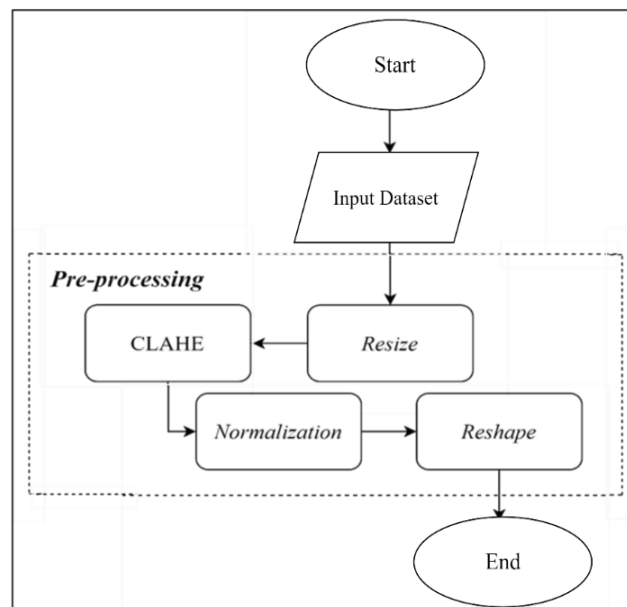 Start
Input Dataset
Pre-processing
CLAHE
Resize
Normalization
Reshape
End